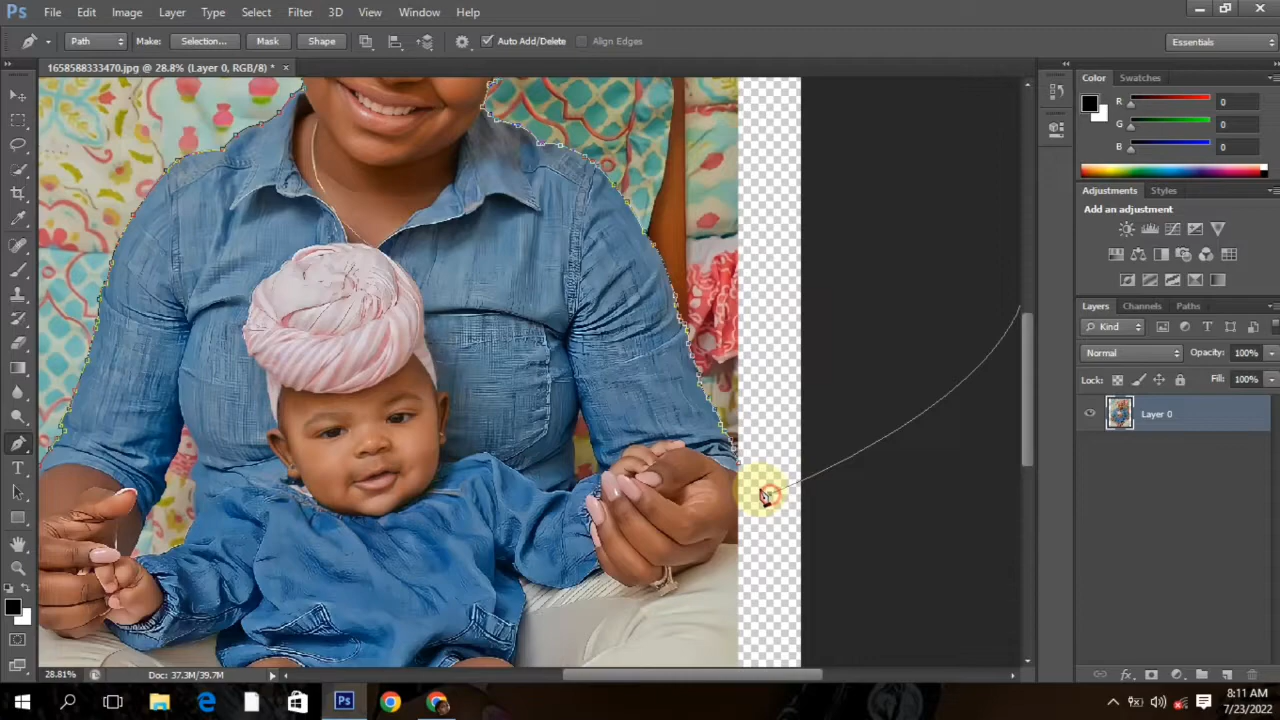 Ps File Edit Image Layer Type Select Filter 3D View Window Help
Path Make: Selection... Mask Shape Auto Add/Delete Align Edges Essentials
1658588333470.jpg @ 28.8% (Layer 0, RGB/8) * ×
Color Swatches
R 0
G 0
B 0
Adjustments Styles
Add an adjustment
Layers Channels Paths
Kind
Normal Opacity: 100%
Lock: Fill: 100%
Layer 0
28.81% Doc: 37.3M/39.7M
8:11 AM
7/23/2022